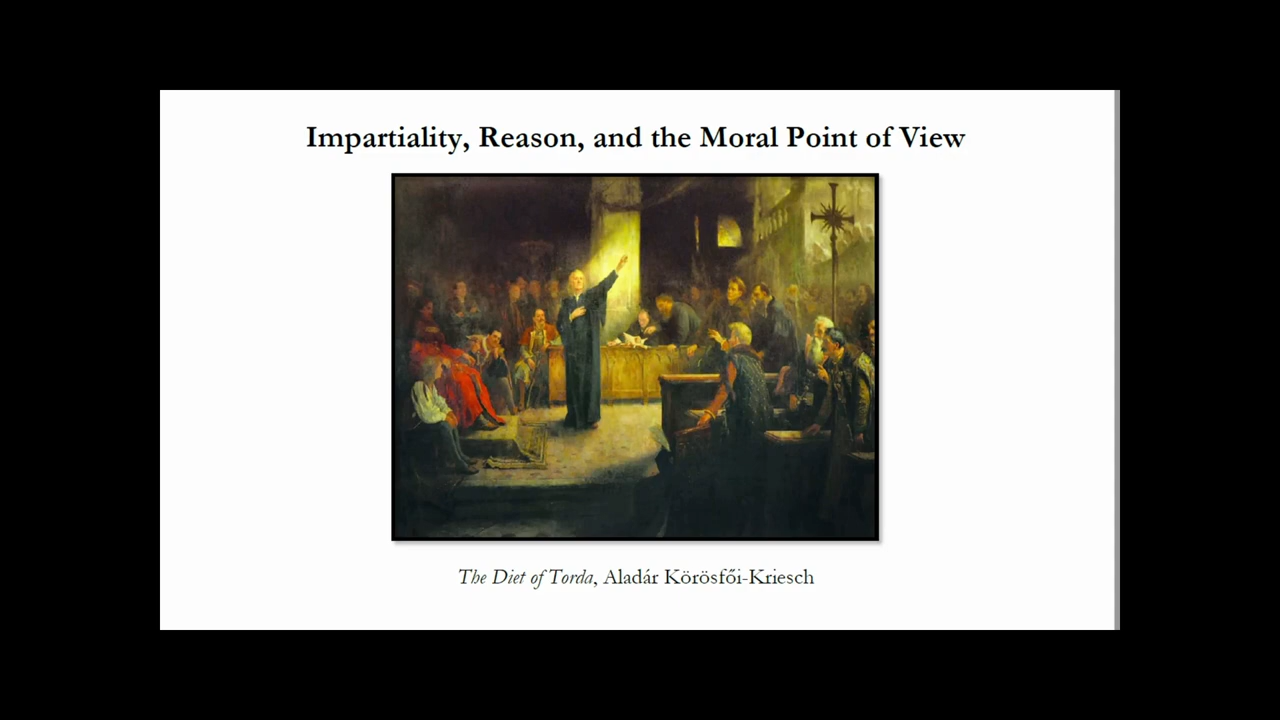 Impartiality, Reason, and the Moral Point of View
The Diet of Torda, Aladár Körösfői-Kriesch